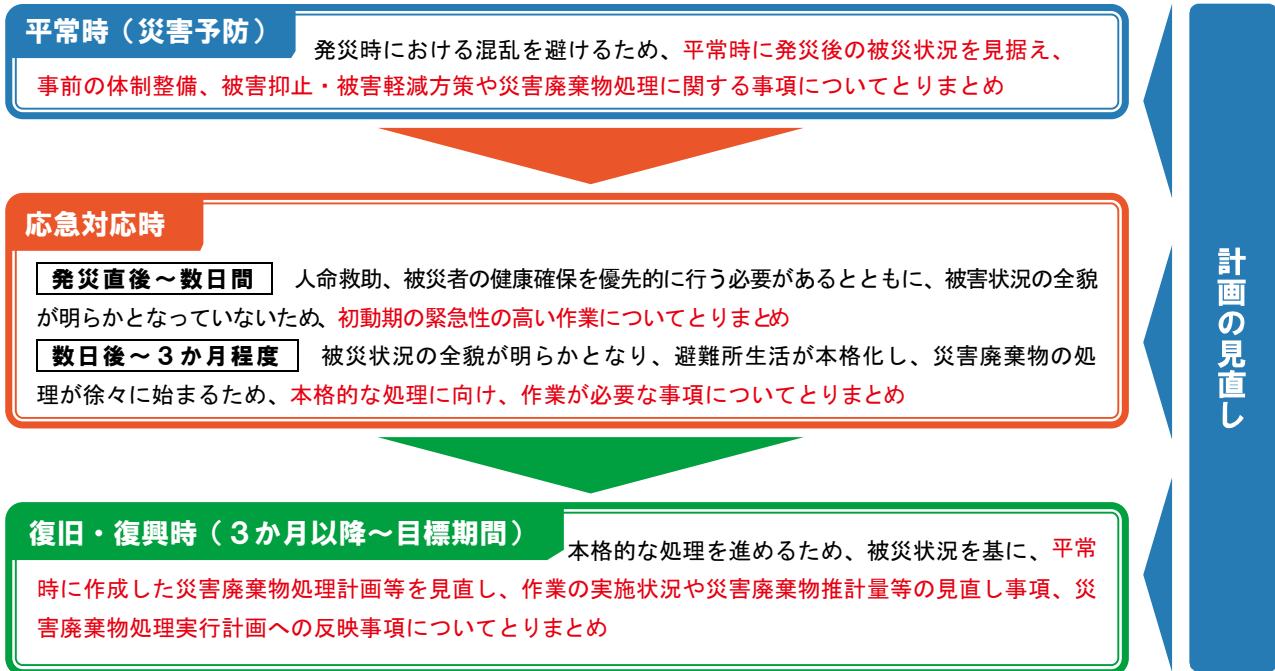 平常時（災害予防）
発災時における混乱を避けるため、平常時に発災後の被災状況を見据え、
事前の体制整備、被害抑止・被害軽減方策や災害廃棄物処理に関する事項についてとりまとめ
応急対応時
発災直後～数日間 人命救助、被災者の健康確保を優先的に行う必要があるとともに、被害状況の全貌
が明らかとなっていないため、初動期の緊急性の高い作業についてとりまとめ
数日後～３か月程度 被災状況の全貌が明らかとなり、避難所生活が本格化し、災害廃棄物の処
理が徐々に始まるため、本格的な処理に向け、作業が必要な事項についてとりまとめ
復旧・復興時（３か月以降～目標期間）
本格的な処理を進めるため、被災状況を基に、平常
時に作成した災害廃棄物処理計画等を見直し、作業の実施状況や災害廃棄物推計量等の見直し事項、災
害廃棄物処理実行計画への反映事項についてとりまとめ
計画の見直し